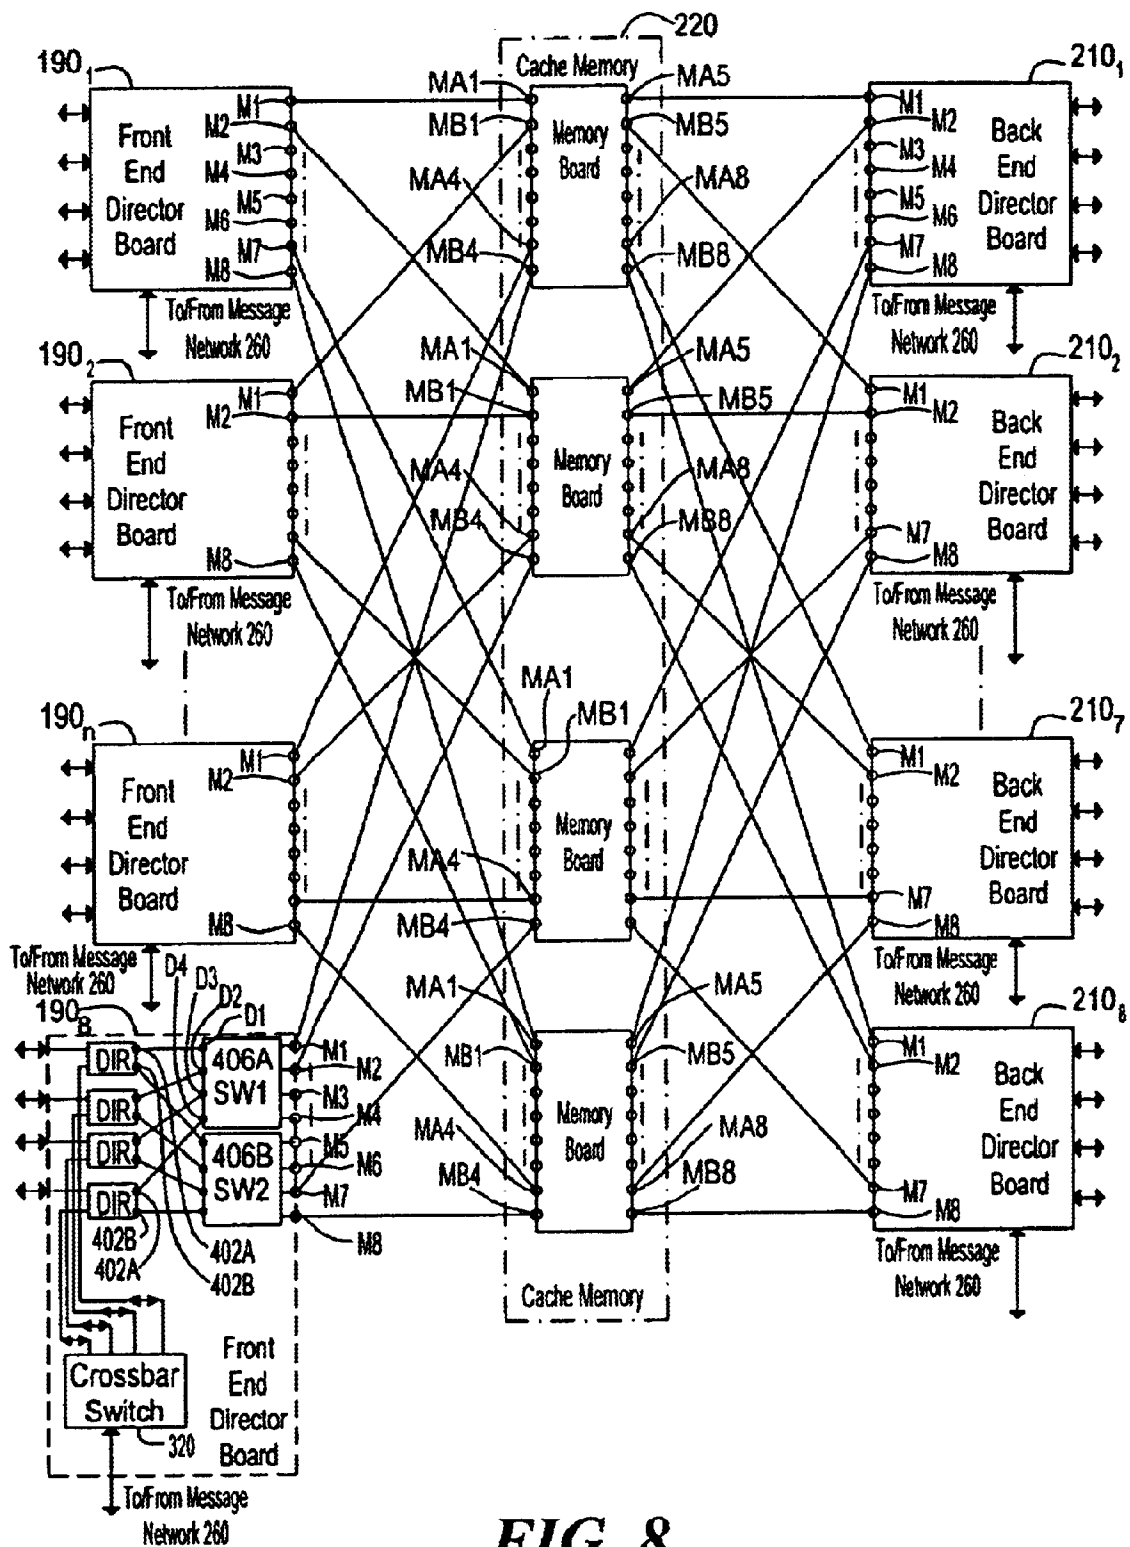 220
190 1
Cache Memory
210 1
Front
End
Director
Board
M1
M2
M3
M4
M5
M6
M7
M8
MA1
MB1
MA4
MB4
Memory
Board
MA5
MB5
MA8
MB8
M1
M2
M3
M4
M5
M6
M7
M8
Back
End
Director
Board
To/From Message
Network 260
To/From Message
Network 260
190 2
210 2
Front
End
Director
Board
M1
M2
M8
MA1
MB1
MA4
MB4
Memory
Board
MA5
MB5
MA8
MB8
M1
M2
M7
M8
Back
End
Director
Board
To/From Message
Network 260
To/From Message
Network 260
190 n
210 7
Front
End
Director
Board
M1
M2
M8
MA1
MB1
MA4
MB4
Memory
Board
M1
M2
M7
M8
Back
End
Director
Board
To/From Message
Network 260
To/From Message
Network 260
190 8
210 8
D4
D3
D2
D1
DIR
DIR
DIR
DIR
406A
SW1
406B
SW2
M1
M2
M3
M4
M5
M6
M7
M8
402B
402A
402A
402B
MA1
MB1
MA4
MB4
Memory
Board
MA5
MB5
MA8
MB8
M1
M2
M7
M8
Back
End
Director
Board
To/From Message
Network 260
Cache Memory
Crossbar
Switch
320
Front
End
Director
Board
To/From Message
Network 260
FIG. 8